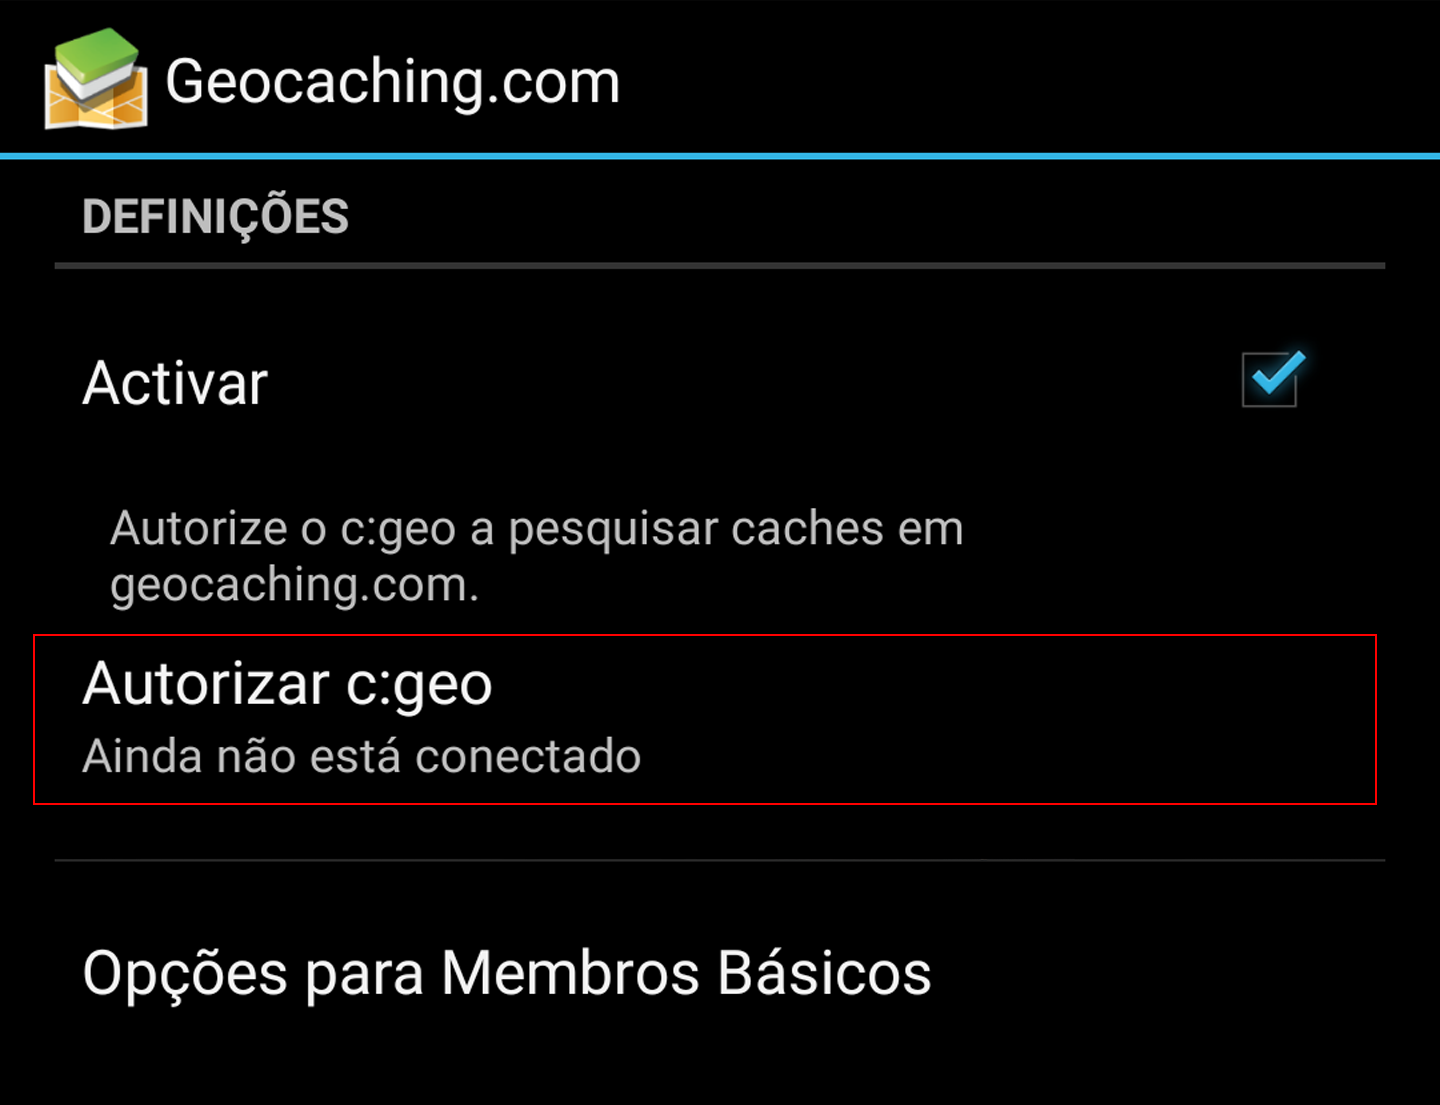 Geocaching.com
DEFINIÇÕES
Activar
Autorize o c:geo a pesquisar caches em
geocaching.com.
Autorizar c:geo
Ainda não está conectado
Opções para Membros Básicos